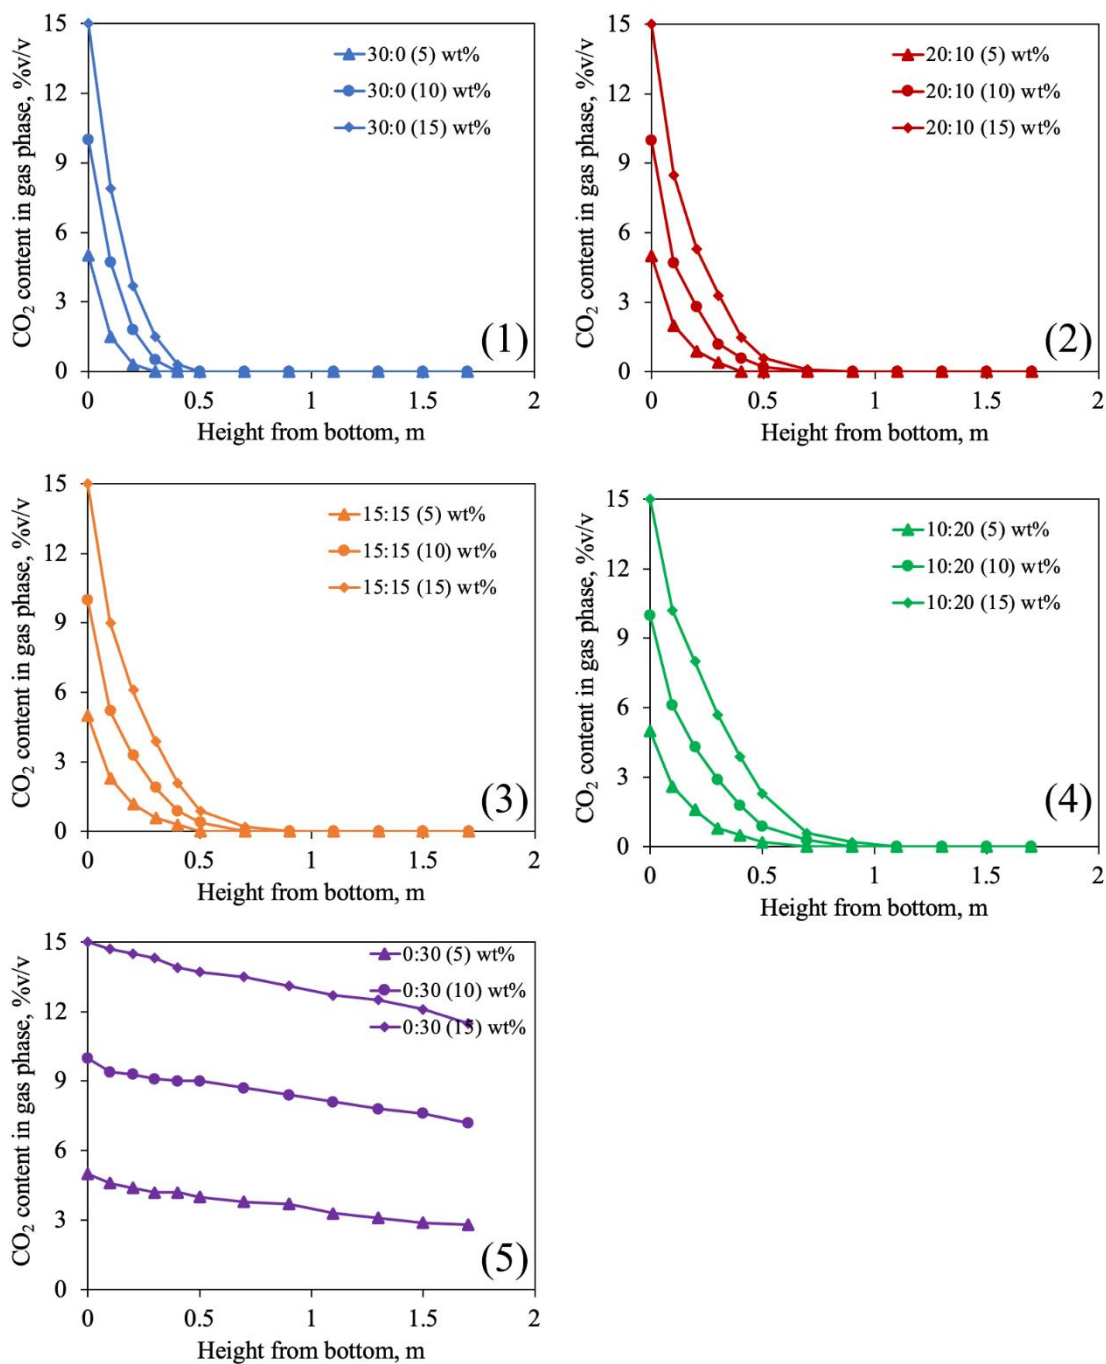 15
12
9
6
3
0
CO₂ content in gas phase, %v/v
30:0 (5) wt%
30:0 (10) wt%
30:0 (15) wt%
(1)
0 0.5 1 1.5 2
Height from bottom, m
15
12
9
6
3
0
CO₂ content in gas phase, %v/v
20:10 (5) wt%
20:10 (10) wt%
20:10 (15) wt%
(2)
0 0.5 1 1.5 2
Height from bottom, m
15
12
9
6
3
0
CO₂ content in gas phase, %v/v
15:15 (5) wt%
15:15 (10) wt%
15:15 (15) wt%
(3)
0 0.5 1 1.5 2
Height from bottom, m
15
12
9
6
3
0
CO₂ content in gas phase, %v/v
10:20 (5) wt%
10:20 (10) wt%
10:20 (15) wt%
(4)
0 0.5 1 1.5 2
Height from bottom, m
15
12
9
6
3
0
CO₂ content in gas phase, %v/v
0:30 (5) wt%
0:30 (10) wt%
0:30 (15) wt%
(5)
0 0.5 1 1.5 2
Height from bottom, m